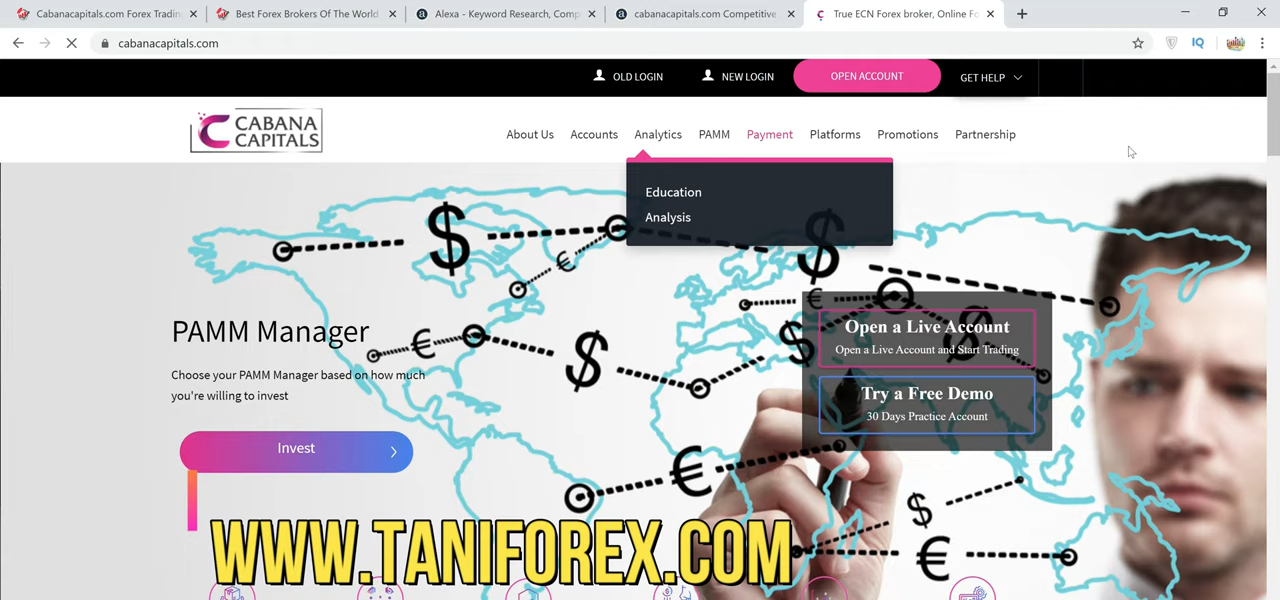 Cabanacapitals.com Forex Tradin
Best Forex Brokers Of The World
Alexa - Keyword Research, Comp
cabanacapitals.com Competitive
True ECN Forex broker, Online Fo
cabanacapitals.com
IQ
OLD LOGIN
NEW LOGIN
OPEN ACCOUNT
GET HELP
CABANA
CAPITALS
About Us
Accounts
Analytics
PAMM
Payment
Platforms
Promotions
Partnership
Education
Analysis
PAMM Manager
Choose your PAMM Manager based on how much
you're willing to invest
Invest
Open a Live Account
Open a Live Account and Start Trading
Try a Free Demo
30 Days Practice Account
WWW.TANIFOREX.COM